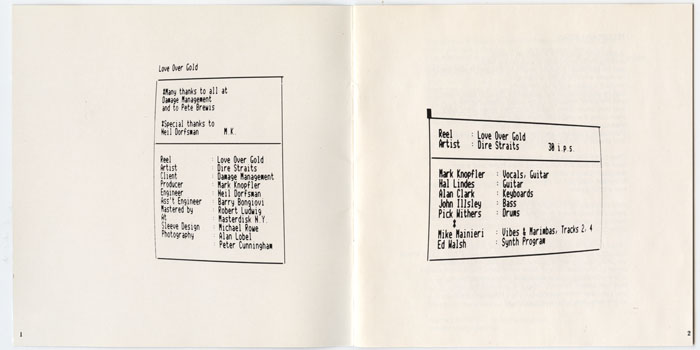 Love Over Gold
*Many thanks to all at
Damage Management
and to Pete Brewis
*Special thanks to
Neil Dorfsman M.K.
Reel : Love Over Gold
Artist : Dire Straits
Client : Damage Management
Producer : Mark Knopfler
Engineer : Neil Dorfsman
Ass't Engineer : Barry Bongiovi
Mastered by : Robert Ludwig
At : Masterdisk N.Y.
Sleeve Design : Michael Rowe
Photography : Alan Lobel
Peter Cunningham
1
Reel : Love Over Gold
Artist : Dire Straits 30 i.p.s.
Mark Knopfler : Vocals, Guitar
Hal Lindes : Guitar
Alan Clark : Keyboards
John Illsley : Bass
Pick Withers : Drums
Mike Mainieri : Vibes & Marimbas, Tracks 2, 4
Ed Walsh : Synth Program
2